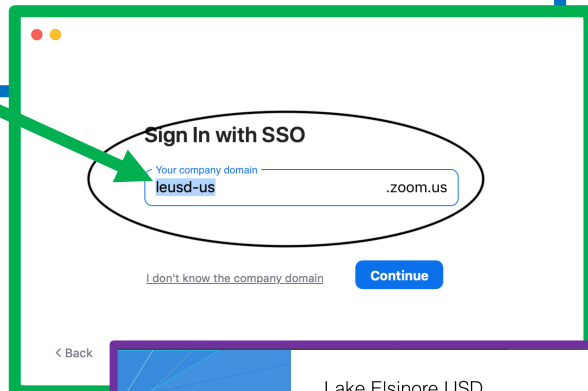 Sign In with SSO
Your company domain
leusd-us .zoom.us
I don't know the company domain Continue
< Back
Lake Elsinore USD